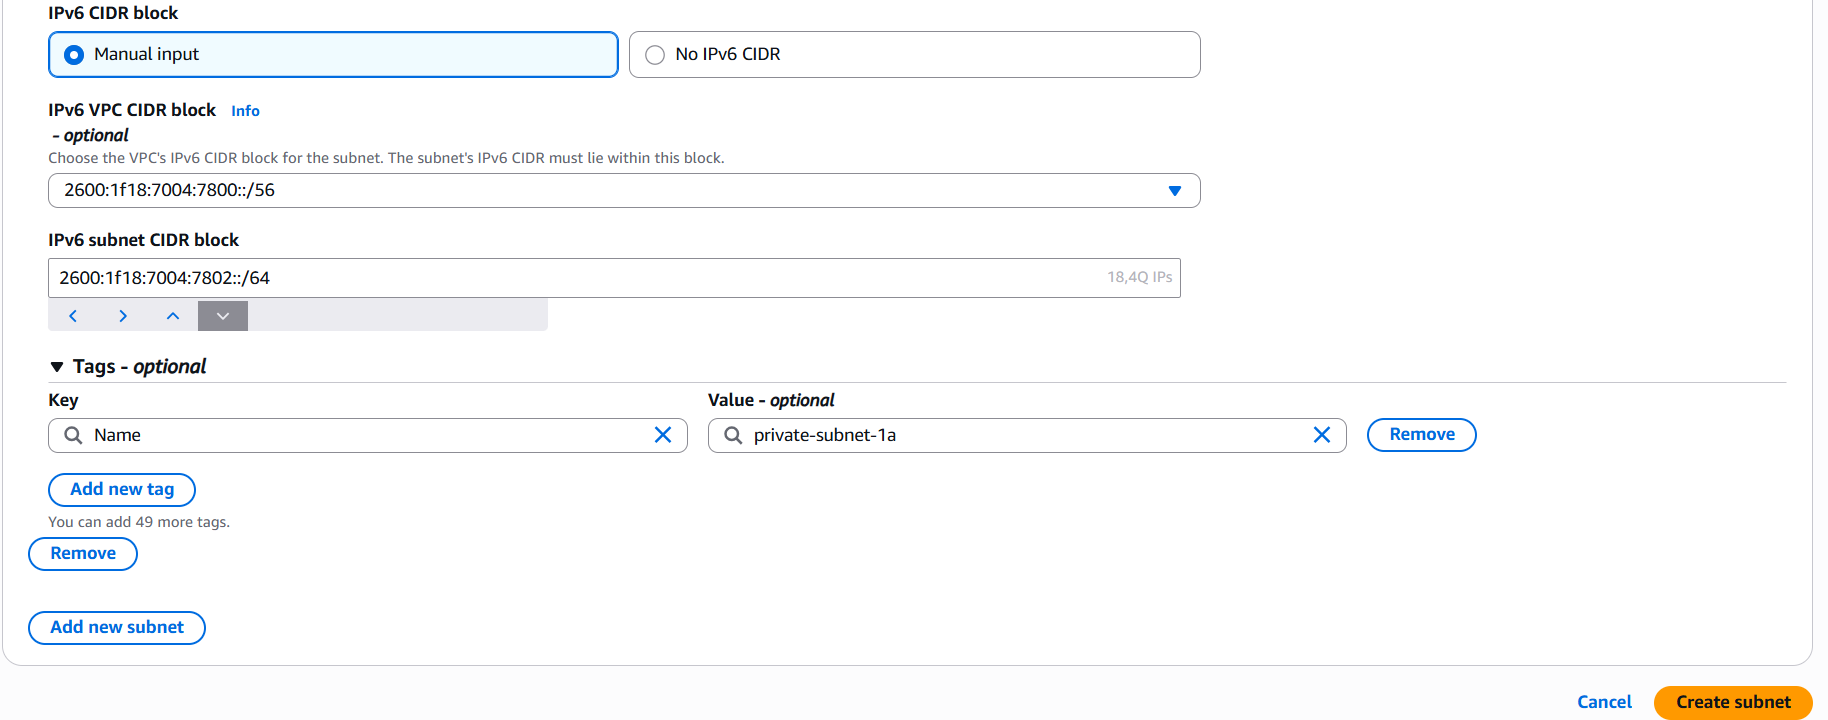 IPv6 CIDR block
Manual input
No IPv6 CIDR
IPv6 VPC CIDR block Info
- optional
Choose the VPC's IPv6 CIDR block for the subnet. The subnet's IPv6 CIDR must lie within this block.
2600:1f18:7004:7800::/56
IPv6 subnet CIDR block
2600:1f18:7004:7802::/64 18,4Q IPs
Tags - optional
Key
Value - optional
Name
private-subnet-1a
Remove
Add new tag
You can add 49 more tags.
Remove
Add new subnet
Cancel
Create subnet